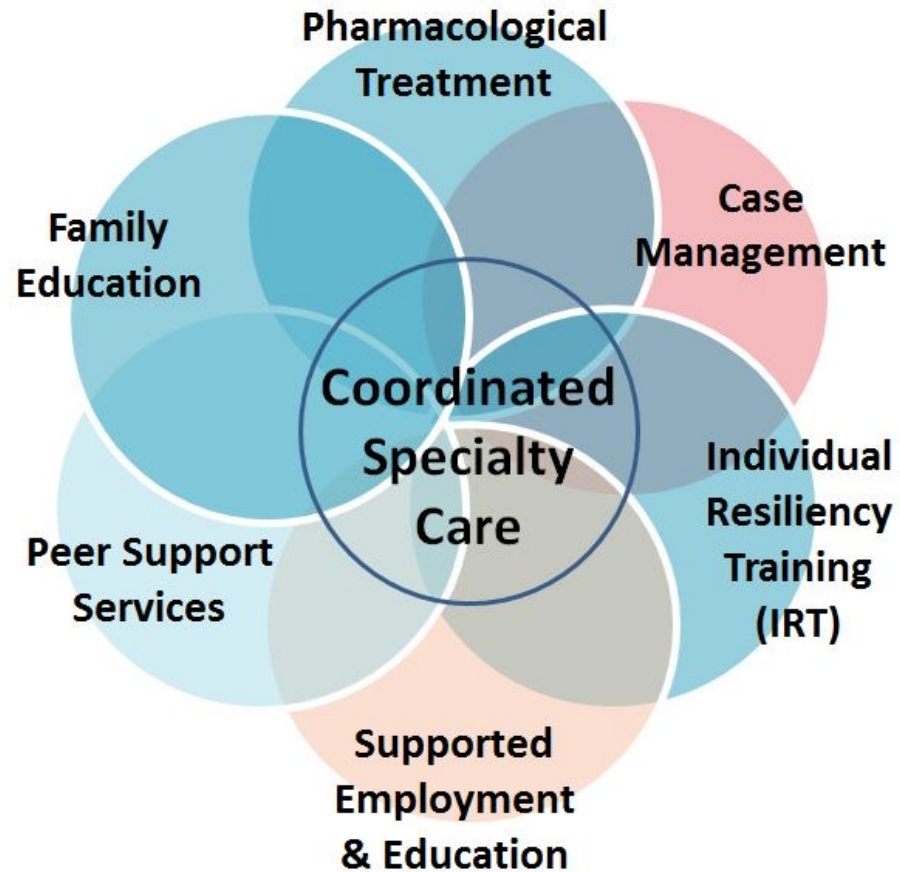 Pharmacological
Treatment
Case
Management
Family
Education
Coordinated
Specialty
Care
Individual
Resiliency
Training
(IRT)
Peer Support
Services
Supported
Employment
& Education